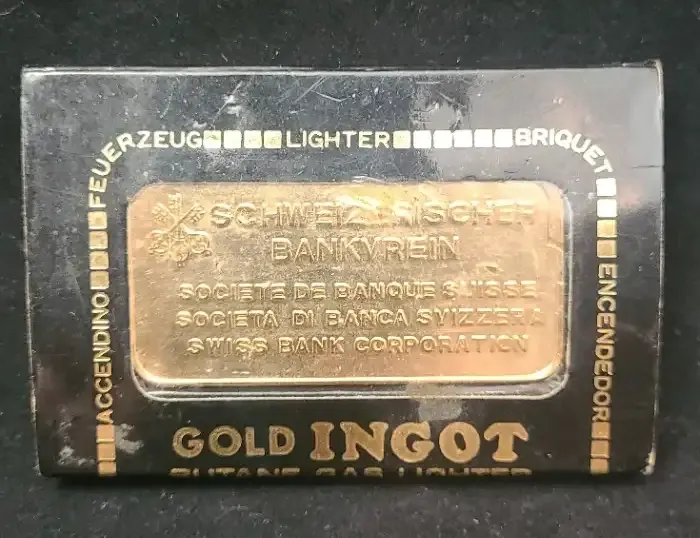 ACCENDINO FEUERZEUG LIGHTER BRIQUET ENCENDEDOR
SCHWEIZERISCHER
BANKVREIN
SOCIETE DE BANQUE SUISSE
SOCIETA DI BANCA SVIZZERA
SWISS BANK CORPORATION
GOLD INGOT
BUTANE GAS LIGHTER